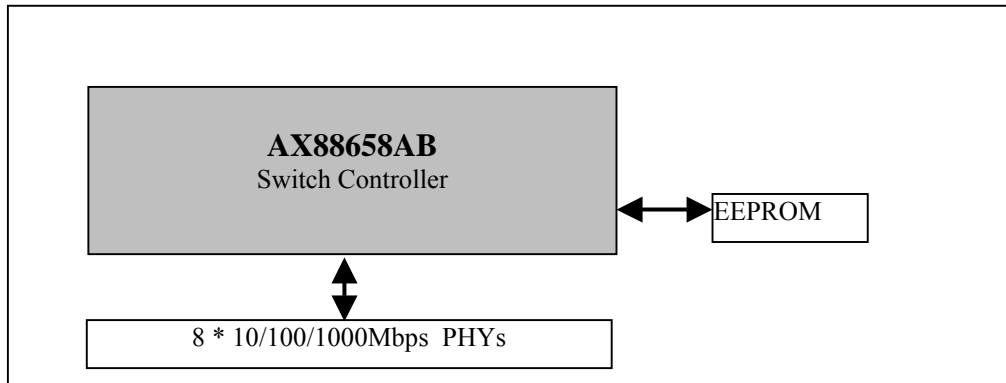 AX88658AB
Switch Controller
EEPROM
8 * 10/100/1000Mbps PHYs